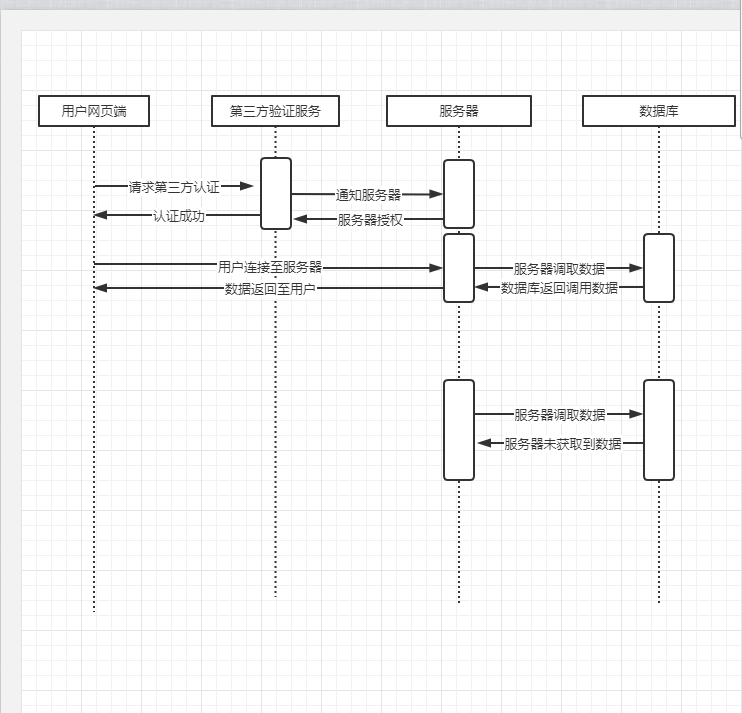 用户网页端
第三方验证服务
服务器
数据库
请求第三方认证
通知服务器
认证成功
服务器授权
用户连接至服务器
服务器调取数据
数据返回至用户
数据库返回调用数据
服务器调取数据
服务器未获取到数据